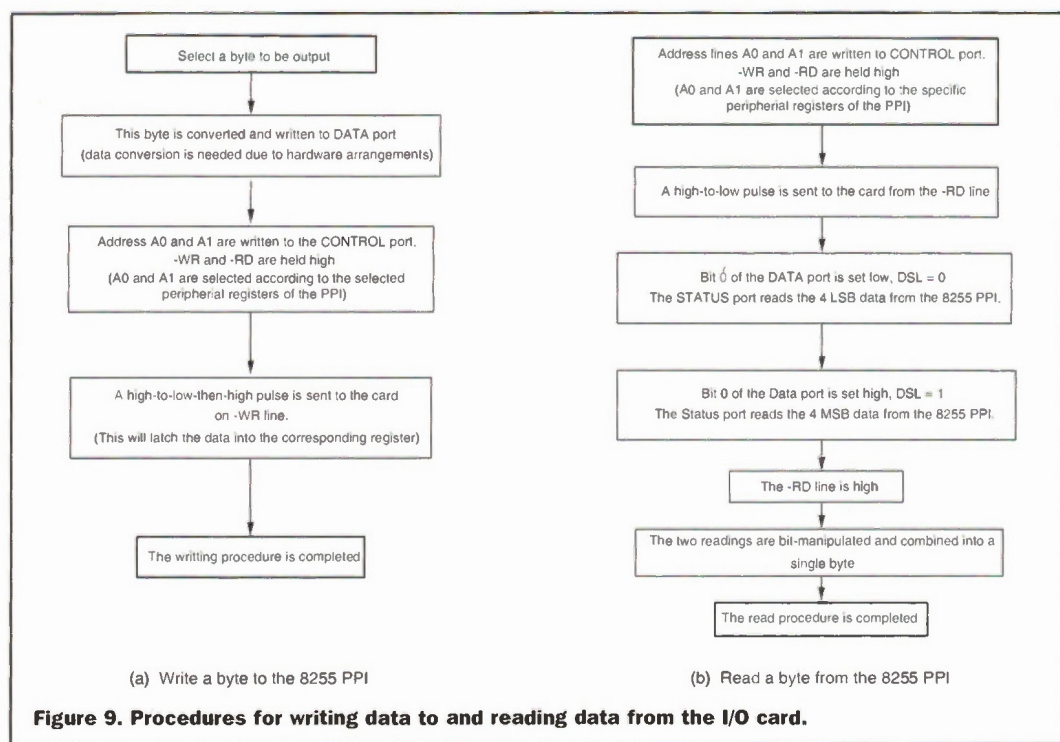 Select a byte to be output
This byte is converted and written to DATA port
(data conversion is needed due to hardware arrangements)
Address A0 and A1 are written to the CONTROL port.
-WR and -RD are held high
(A0 and A1 are selected according to the selected
peripherial registers of the PPI)
A high-to-low-then-high pulse is sent to the card
on -WR line.
(This will latch the data into the corresponding register)
The writting procedure is completed
(a) Write a byte to the 8255 PPI
Address lines A0 and A1 are written to CONTROL port.
-WR and -RD are held high
(A0 and A1 are selected according to the specific
peripherial registers of the PPI)
A high-to-low pulse is sent to the card from the -RD line
Bit 0 of the DATA port is set low, DSL = 0
The STATUS port reads the 4 LSB data from the 8255 PPI.
Bit 0 of the Data port is set high, DSL = 1
The Status port reads the 4 MSB data from the 8255 PPI.
The -RD line is high
The two readings are bit-manipulated and combined into a
single byte
The read procedure is completed
(b) Read a byte from the 8255 PPI
Figure 9. Procedures for writing data to and reading data from the I/O card.